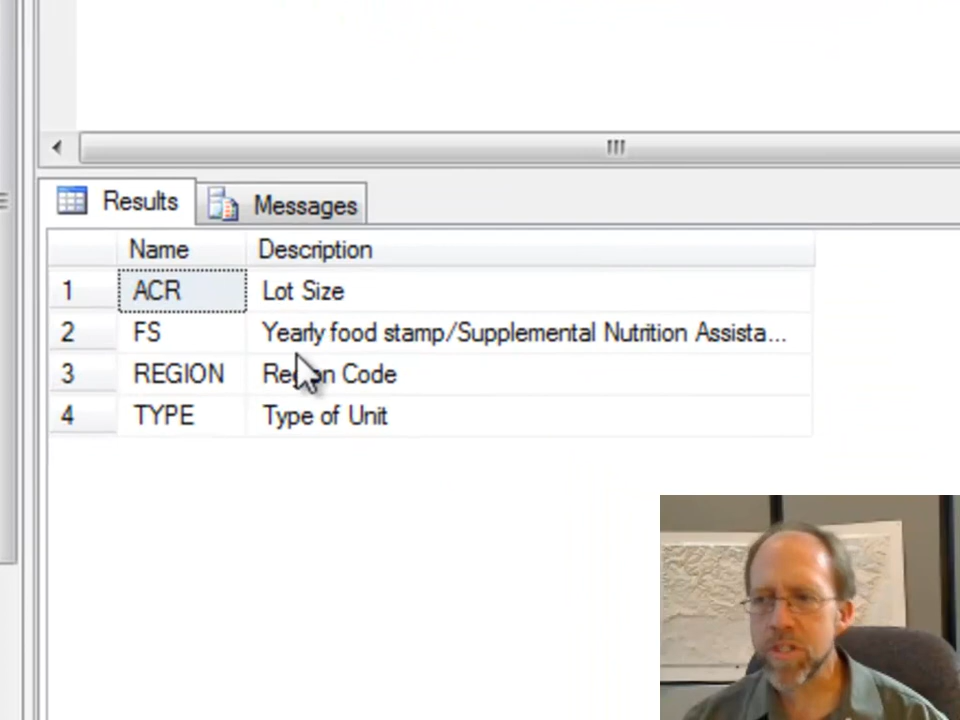 Results Messages
Name Description
1 ACR Lot Size
2 FS Yearly food stamp/Supplemental Nutrition Assista...
3 REGION Region Code
4 TYPE Type of Unit